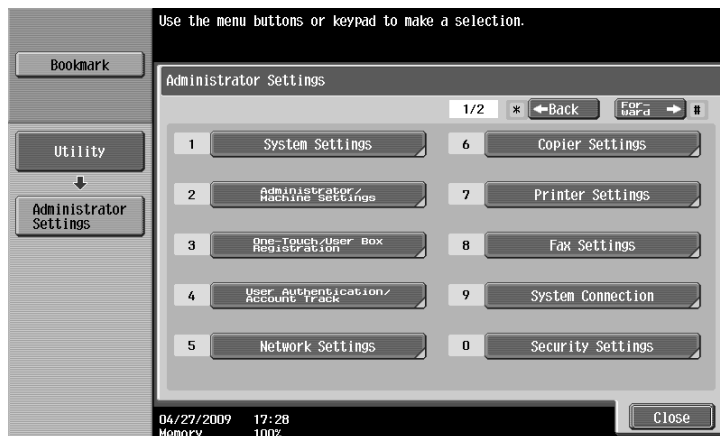 Use the menu buttons or keypad to make a selection.
Bookmark
Administrator Settings
1/2 * ←Back For-ward → #
Utility
Administrator
Settings
1 System Settings
6 Copier Settings
2 Administrator/
Machine Settings
7 Printer Settings
3 One-Touch/User Box
Registration
8 Fax Settings
4 User Authentication/
Account Track
9 System Connection
5 Network Settings
0 Security Settings
04/27/2009 17:28
Memory 100%
Close